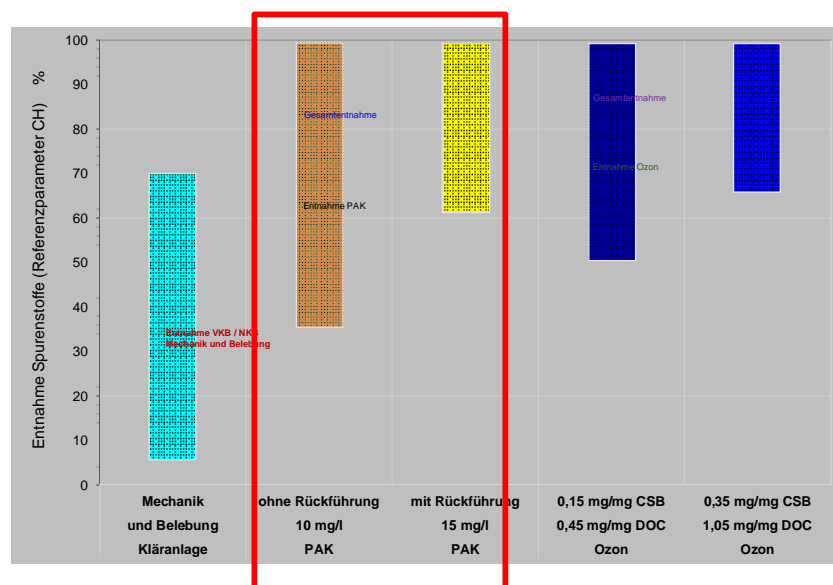 Entnahme Spurenstoffe (Referenzparameter CH) %
100
90
80
70
60
50
40
30
20
10
0
Gesamtentnahme
Entnahme PAK
Gesamtentnahme
Entnahme Ozon
Entnahme VKB / NKB
Mechanik und Belebung
Mechanik
und Belebung
Kläranlage
ohne Rückführung
10 mg/l
PAK
mit Rückführung
15 mg/l
PAK
0,15 mg/mg CSB
0,45 mg/mg DOC
Ozon
0,35 mg/mg CSB
1,05 mg/mg DOC
Ozon